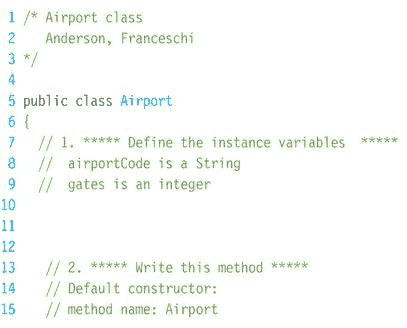 1 /* Airport class
2 Anderson, Franceschi
3 */
4
5 public class Airport
6 {
7 // 1. ***** Define the instance variables *****
8 // airportCode is a String
9 // gates is an integer
10
11
12
13 // 2. ***** Write this method *****
14 // Default constructor:
15 // method name: Airport